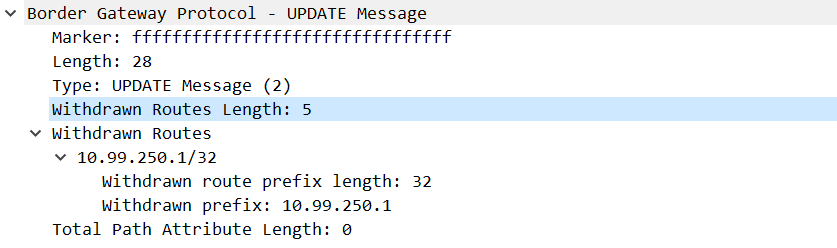 Border Gateway Protocol - UPDATE Message
Marker: ffffffffffffffffffffffffffffffff
Length: 28
Type: UPDATE Message (2)
Withdrawn Routes Length: 5
Withdrawn Routes
10.99.250.1/32
Withdrawn route prefix length: 32
Withdrawn prefix: 10.99.250.1
Total Path Attribute Length: 0